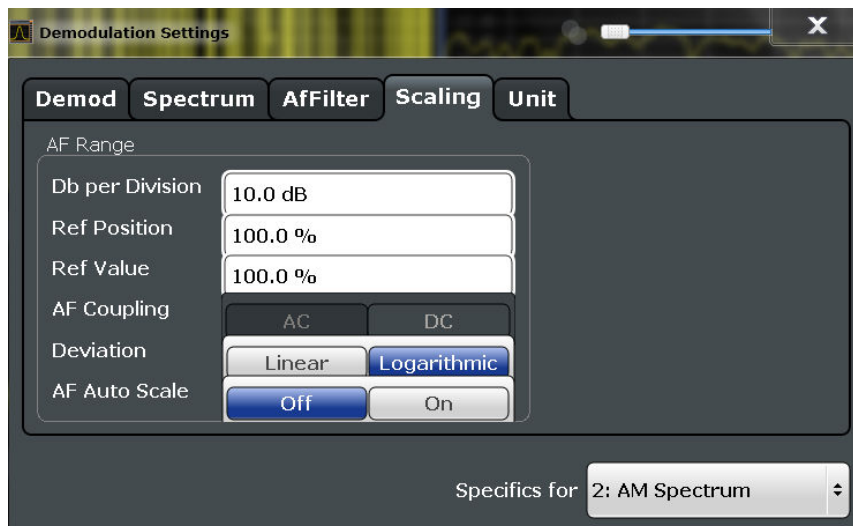 Demodulation Settings
X
Demod Spectrum AfFilter Scaling Unit
AF Range
Db per Division 10.0 dB
Ref Position 100.0 %
Ref Value 100.0 %
AF Coupling AC DC
Deviation Linear Logarithmic
AF Auto Scale Off On
Specifics for 2: AM Spectrum